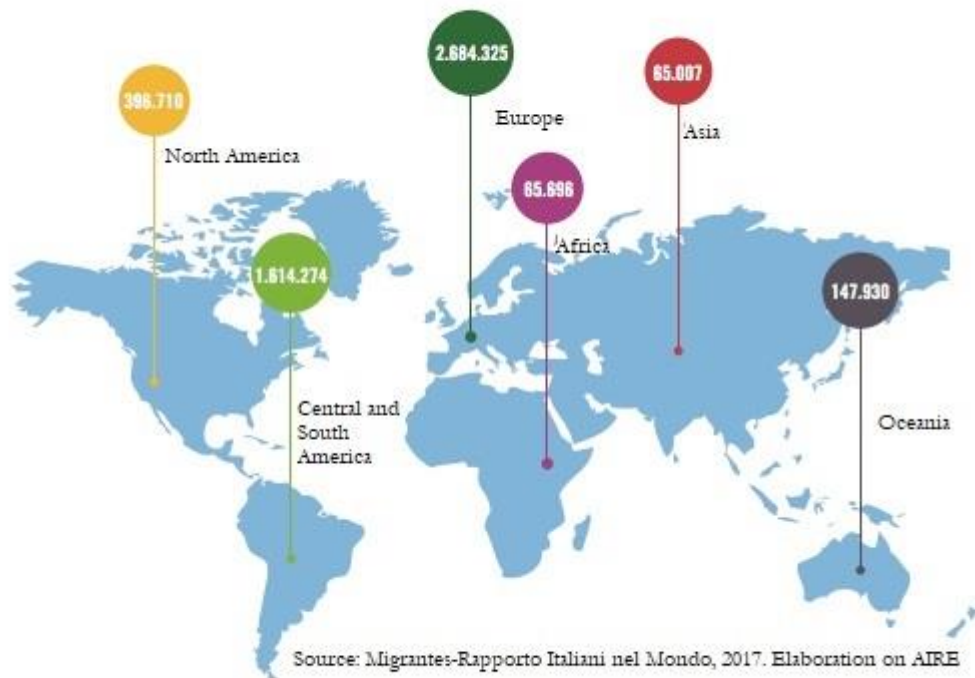 2.684.325
65.007
396.710
Europe
Asia
North America
65.696
Africa
1.614.274
147.930
Central and
South
America
Oceania
Source: Migrantes-Rapporto Italiani nel Mondo, 2017. Elaboration on AIRE